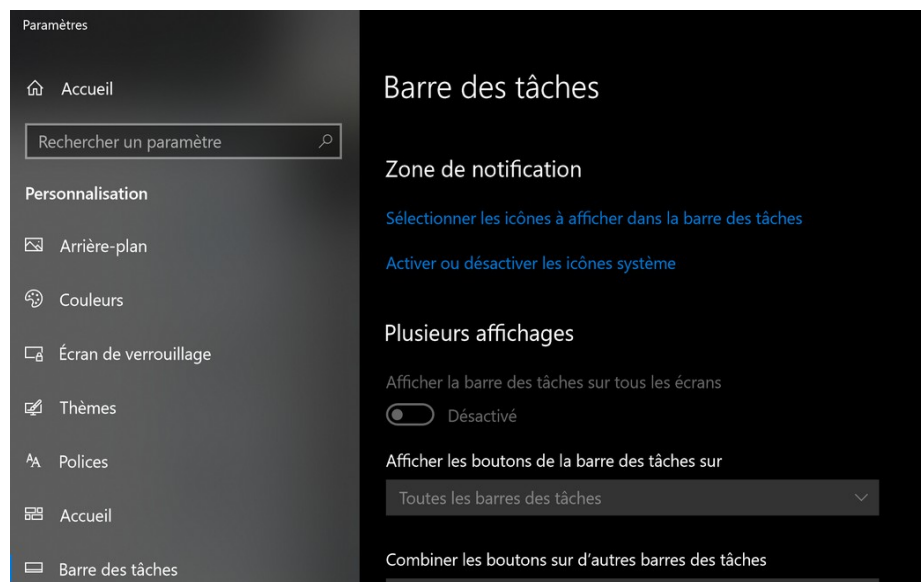 Paramètres
Accueil
Rechercher un paramètre
Personnalisation
Arrière-plan
Couleurs
Écran de verrouillage
Thèmes
Polices
Accueil
Barre des tâches
Barre des tâches
Zone de notification
Sélectionner les icônes à afficher dans la barre des tâches
Activer ou désactiver les icônes système
Plusieurs affichages
Afficher la barre des tâches sur tous les écrans
Désactivé
Afficher les boutons de la barre des tâches sur
Toutes les barres des tâches
Combiner les boutons sur d’autres barres des tâches